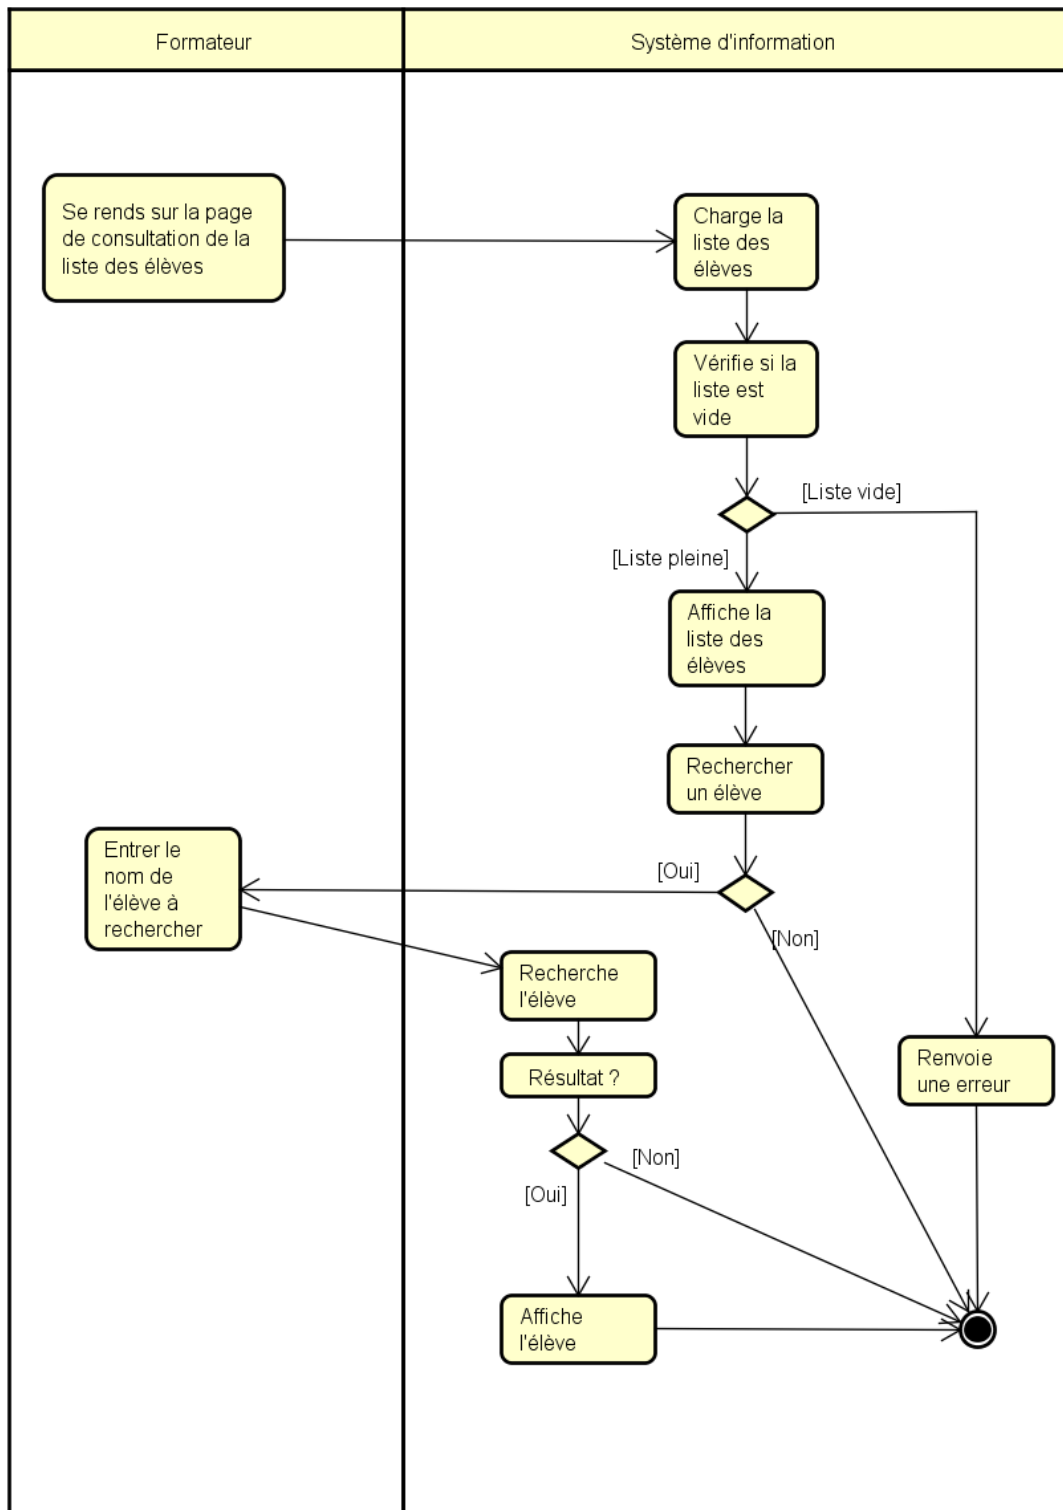 Formateur
Système d'information
Se rends sur la page
de consultation de la
liste des élèves
Charge la
liste des
élèves
Vérifie si la
liste est
vide
[Liste vide]
[Liste pleine]
Affiche la
liste des
élèves
Rechercher
un élève
[Oui]
[Non]
Entrer le
nom de
l'élève à
rechercher
Recherche
l'élève
Résultat ?
[Non]
[Oui]
Renvoie
une erreur
Affiche
l'élève